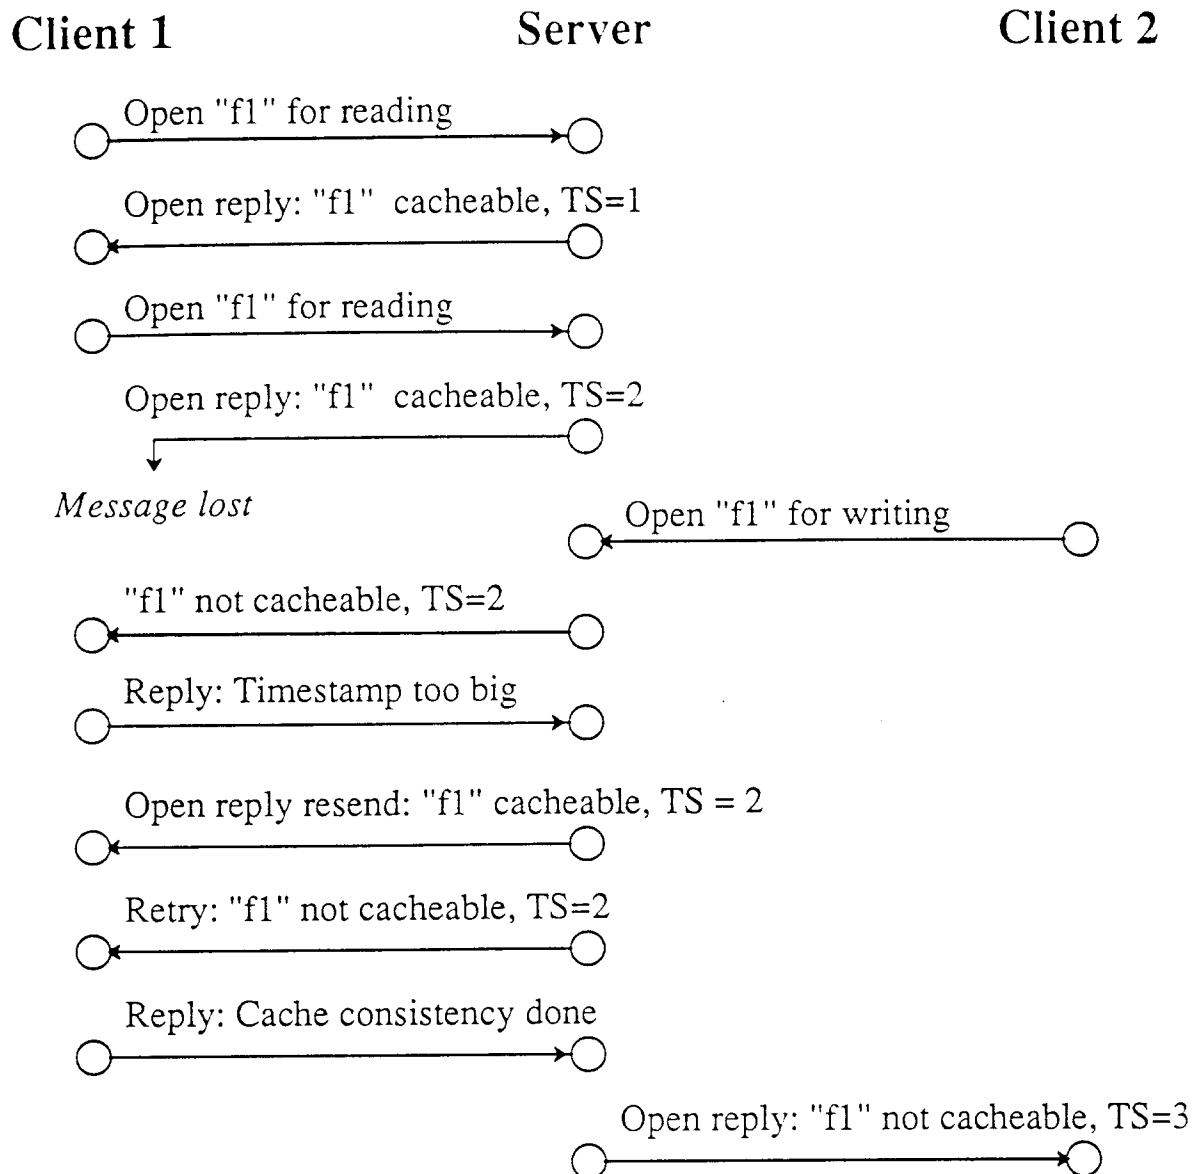 Client 1 Server Client 2
Open "f1" for reading
Open reply: "f1" cacheable, TS=1
Open "f1" for reading
Open reply: "f1" cacheable, TS=2
Message lost
Open "f1" for writing
"f1" not cacheable, TS=2
Reply: Timestamp too big
Open reply resend: "f1" cacheable, TS = 2
Retry: "f1" not cacheable, TS=2
Reply: Cache consistency done
Open reply: "f1" not cacheable, TS=3